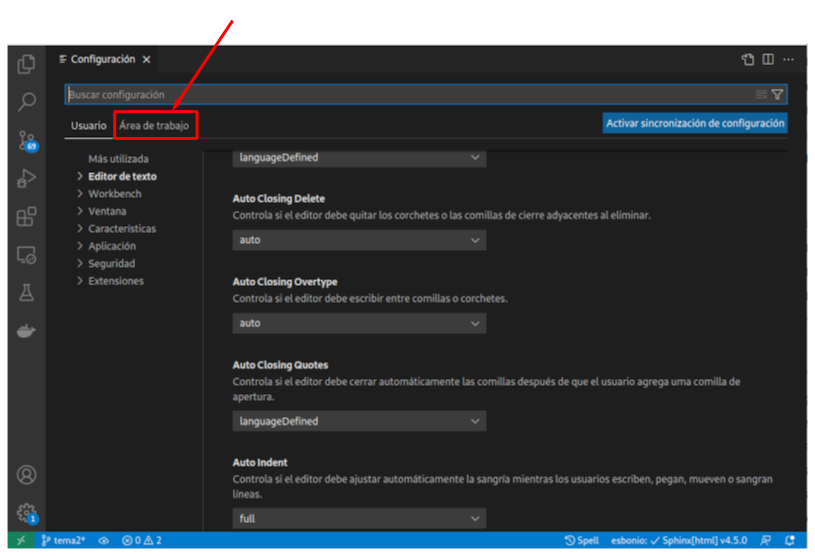 Configuración
Buscar configuración
Usuario Área de trabajo
Activar sincronización de configuración
Más utilizada
Editor de texto
Workbench
Ventana
Características
Aplicación
Seguridad
Extensiones
languageDefined
Auto Closing Delete
Controla si el editor debe quitar los corchetes o las comillas de cierre adyacentes al eliminar.
auto
Auto Closing Overtype
Controla si el editor debe escribir entre comillas o corchetes.
auto
Auto Closing Quotes
Controla si el editor debe cerrar automáticamente las comillas después de que el usuario agrega uma comilla de
apertura.
languageDefined
Auto Indent
Controla si el editor debe ajustar automáticamente la sangría mientras los usuarios escriben, pegan, mueven o sangran
líneas.
full
69
1
tema2* 0 2 Spell esbonio: Sphinx[html] v4.5.0